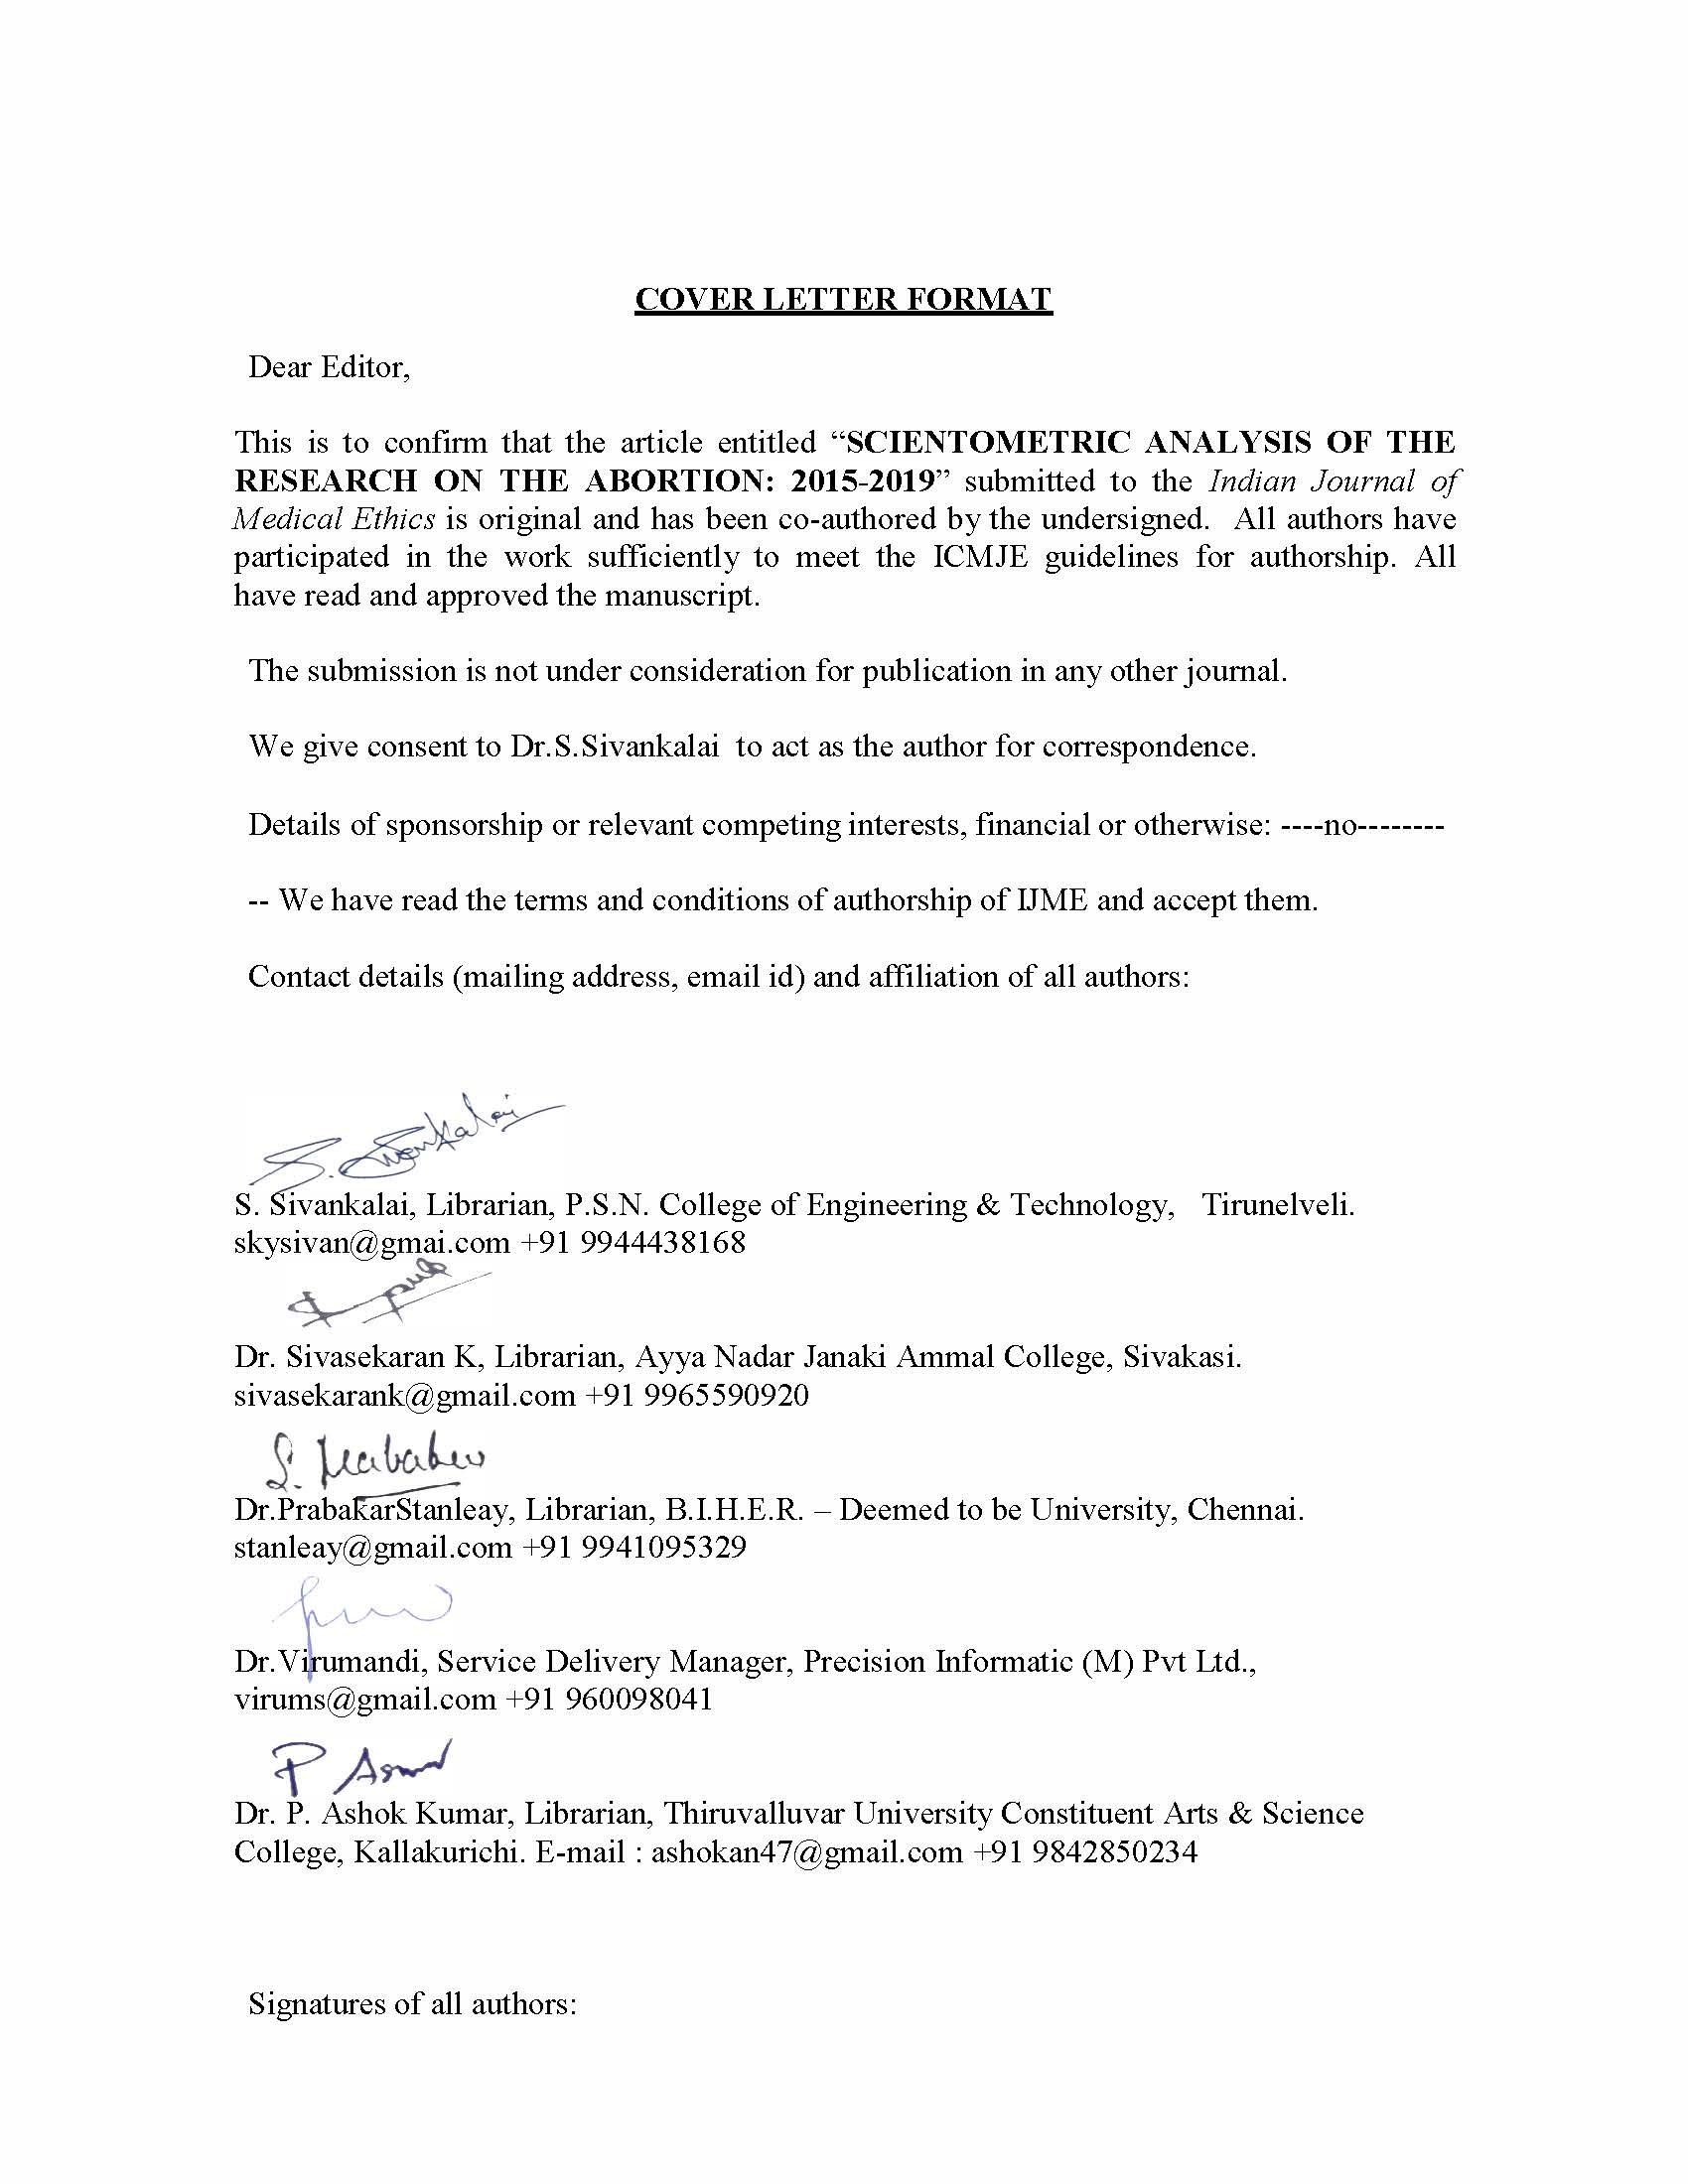 COVER LETTER FORMAT
Dear Editor,
This is to confirm that the article entitled “SCIENTOMETRIC ANALYSIS OF THE
RESEARCH ON THE ABORTION: 2015-2019” submitted to the Indian Journal of
Medical Ethics is original and has been co-authored by the undersigned. All authors have
participated in the work sufficiently to meet the ICMJE guidelines for authorship. All
have read and approved the manuscript.
The submission is not under consideration for publication in any other journal.
We give consent to Dr.S.Sivankalai to act as the author for correspondence.
Details of sponsorship or relevant competing interests, financial or otherwise: ----no--------
-- We have read the terms and conditions of authorship of IJME and accept them.
Contact details (mailing address, email id) and affiliation of all authors:
S. Sivankalai
S. Sivankalai, Librarian, P.S.N. College of Engineering & Technology, Tirunelveli.
skysivan@gmai.com +91 9944438168
Dr. Sivasekaran K, Librarian, Ayya Nadar Janaki Ammal College, Sivakasi.
sivasekarank@gmail.com +91 9965590920
Dr.PrabakarStanleay, Librarian, B.I.H.E.R. – Deemed to be University, Chennai.
stanleay@gmail.com +91 9941095329
Dr.Virumandi, Service Delivery Manager, Precision Informatic (M) Pvt Ltd.,
virums@gmail.com +91 960098041
Dr. P. Ashok Kumar, Librarian, Thiruvalluvar University Constituent Arts & Science
College, Kallakurichi. E-mail : ashokan47@gmail.com +91 9842850234
Signatures of all authors: